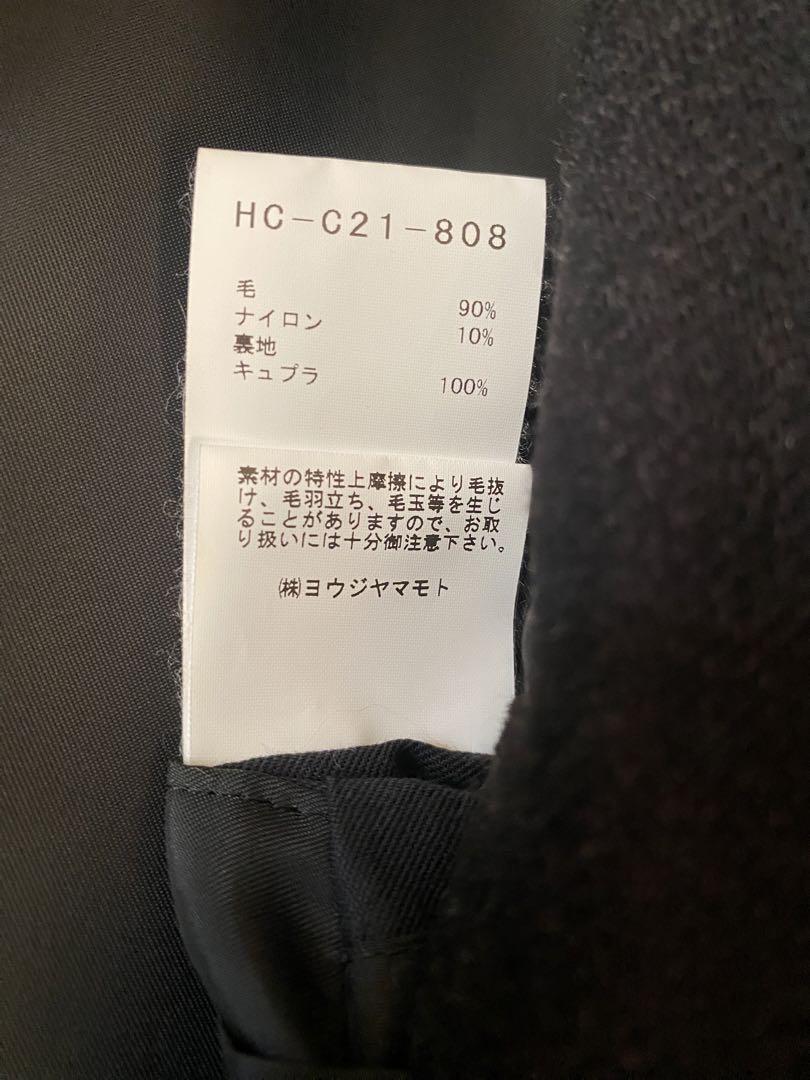 HC-C21-808
毛 90%
ナイロン 10%
裏地
キュプラ 100%
素材の特性上摩擦により毛抜
け、毛羽立ち、毛玉等を生じ
ることがありますので、お取
り扱いには十分御注意下さい。
㈱ヨウジヤマモト